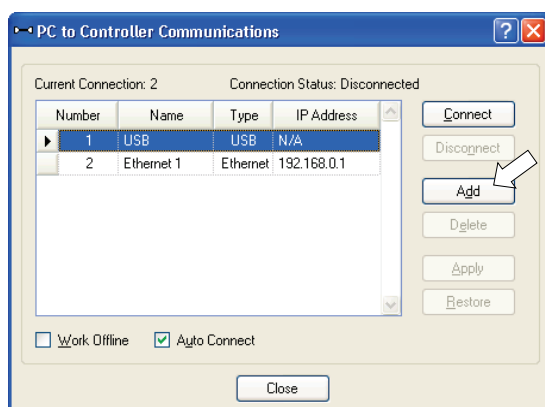 PC to Controller Communications
Current Connection: 2 Connection Status: Disconnected
Number Name Type IP Address
1 USB USB N/A
2 Ethernet 1 Ethernet 192.168.0.1
Connect
Disconnect
Add
Delete
Apply
Restore
Work Offline Auto Connect
Close